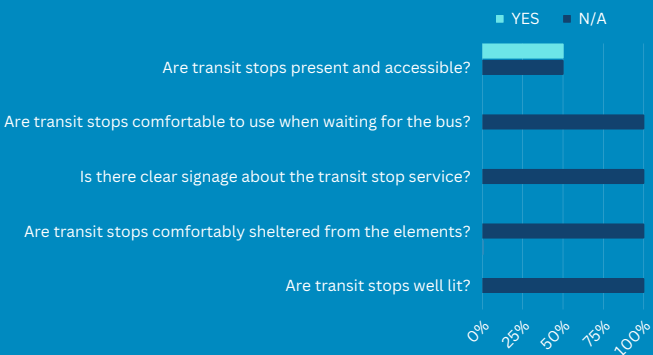 YES N/A
Are transit stops present and accessible?
Are transit stops comfortable to use when waiting for the bus?
Is there clear signage about the transit stop service?
Are transit stops comfortably sheltered from the elements?
Are transit stops well lit?
0% 25% 50% 75% 100%